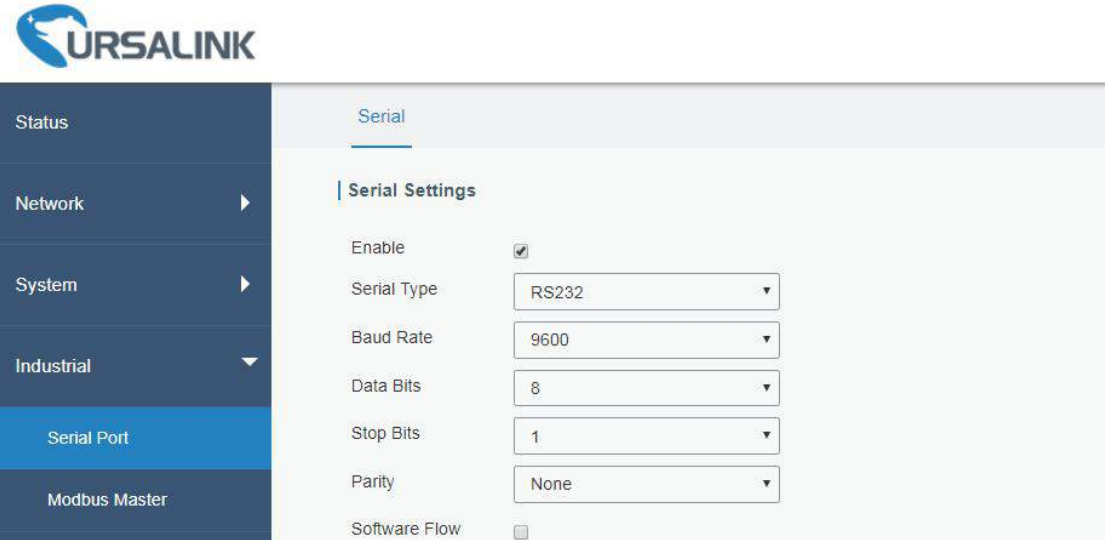 URSALINK
Status
Network
System
Industrial
Serial Port
Modbus Master
Serial
Serial Settings
Enable
Serial Type RS232
Baud Rate 9600
Data Bits 8
Stop Bits 1
Parity None
Software Flow